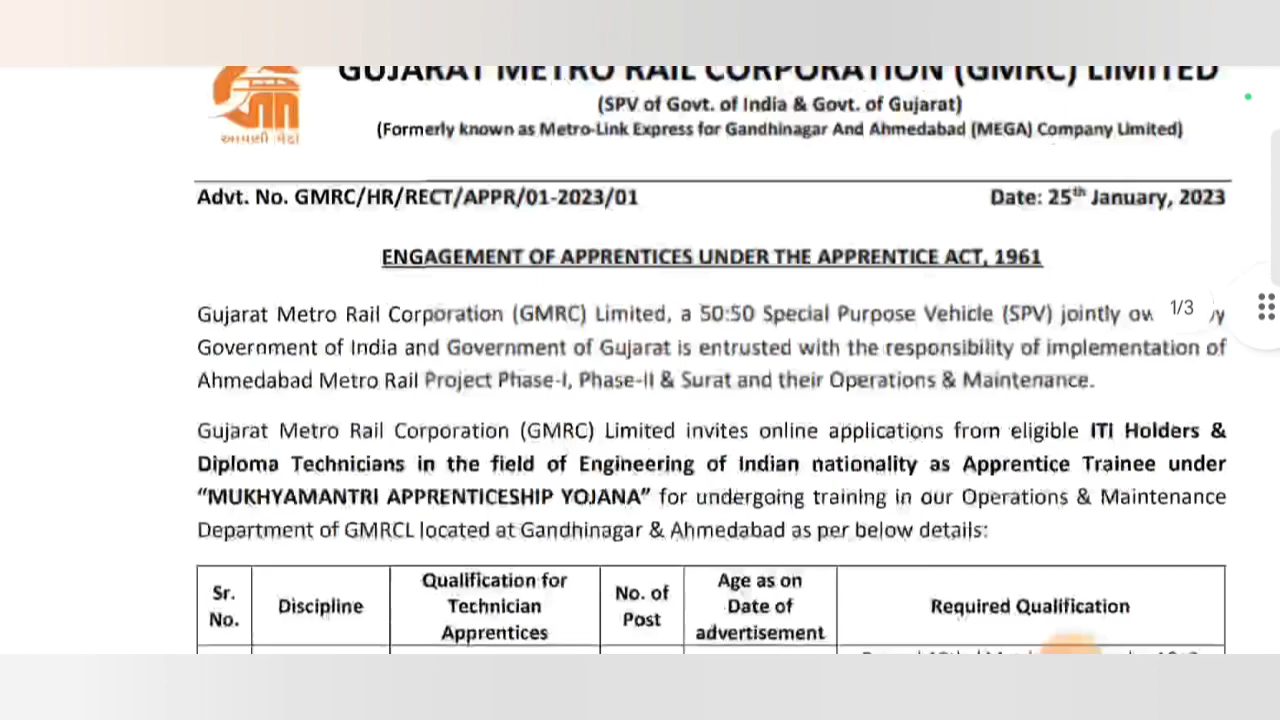 GUJARAT METRO RAIL CORPORATION (GMRC) LIMITED
(SPV of Govt. of India & Govt. of Gujarat)
(Formerly known as Metro-Link Express for Gandhinagar And Ahmedabad (MEGA) Company Limited)
Advt. No. GMRC/HR/RECT/APPR/01-2023/01 Date: 25th January, 2023
ENGAGEMENT OF APPRENTICES UNDER THE APPRENTICE ACT, 1961
Gujarat Metro Rail Corporation (GMRC) Limited, a 50:50 Special Purpose Vehicle (SPV) jointly
1/3
Government of India and Government of Gujarat is entrusted with the responsibility of implementation of
Ahmedabad Metro Rail Project Phase-I, Phase-II & Surat and their Operations & Maintenance.
Gujarat Metro Rail Corporation (GMRC) Limited invites online applications from eligible ITI Holders &
Diploma Technicians in the field of Engineering of Indian nationality as Apprentice Trainee under
“MUKHYAMANTRI APPRENTICESHIP YOJANA” for undergoing training in our Operations & Maintenance
Department of GMRCL located at Gandhinagar & Ahmedabad as per below details:
Sr.
No.
Discipline
Qualification for
Technician
Apprentices
No. of
Post
Age as on
Date of
advertisement
Required Qualification